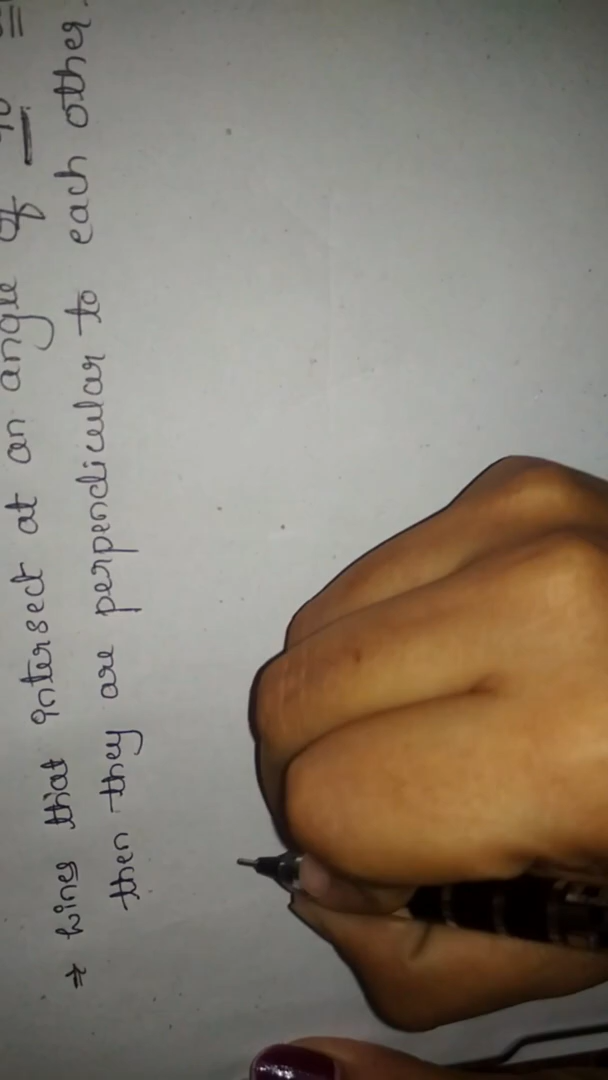 ⇒ Lines that intersect at an angle of
then they are perpendicular to each other.